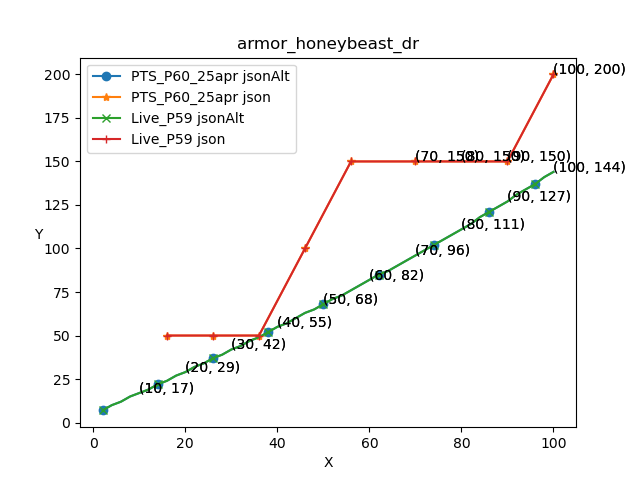 armor_honeybeast_dr
PTS_P60_25apr jsonAlt
PTS_P60_25apr json
Live_P59 jsonAlt
Live_P59 json
Y
200
175
150
125
100
75
50
25
0
(100, 200)
(70, 150)
(80, 150)
(90, 150)
(100, 144)
(90, 127)
(80, 111)
(70, 96)
(60, 82)
(50, 68)
(40, 55)
(30, 42)
(20, 29)
(10, 17)
0 20 40 60 80 100
X